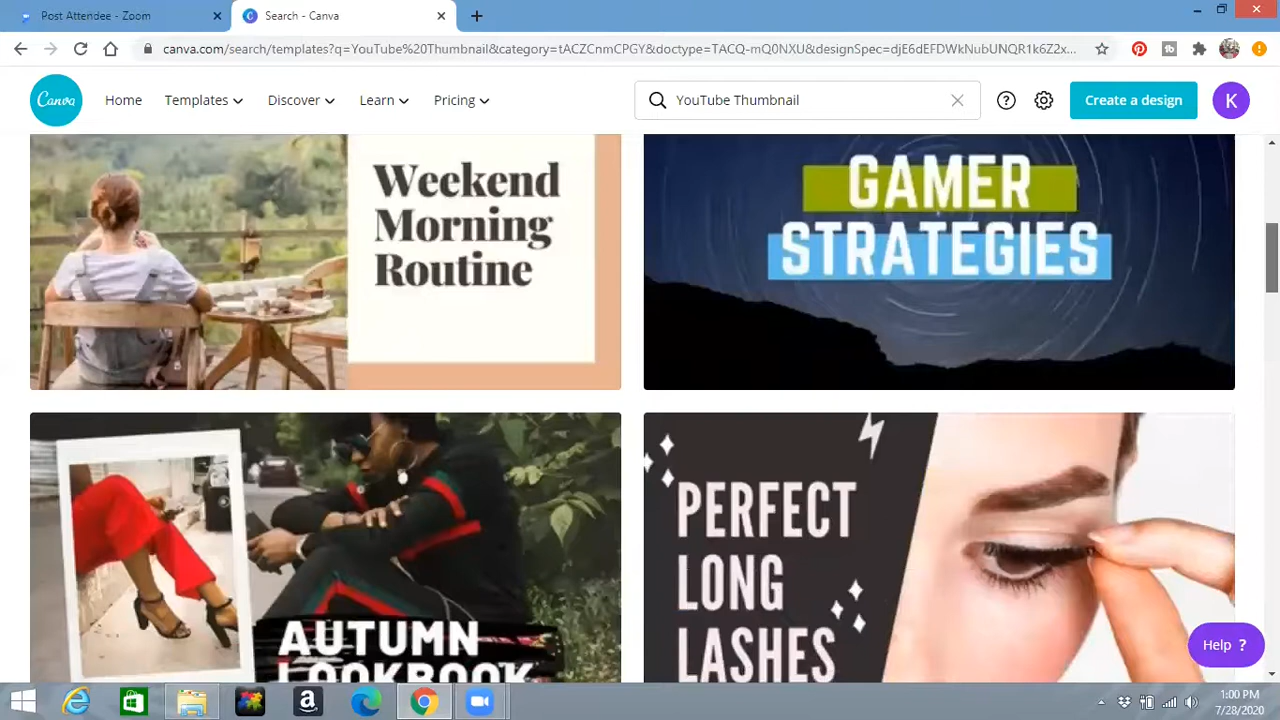 Post Attendee - Zoom
Search - Canva
canva.com/search/templates?q=YouTube%20Thumbnail&category=tACZCnmCPGY&doctype=TACQ-mQ0NXU&designSpec=djE6dEFDWkNubUNQR1k6Z2x...
Canva
Home
Templates
Discover
Learn
Pricing
YouTube Thumbnail
Create a design
K
Weekend
Morning
Routine
GAMER
STRATEGIES
AUTUMN
LOOKBOOK
PERFECT
LONG
LASHES
Help ?
1:00 PM
7/28/2020